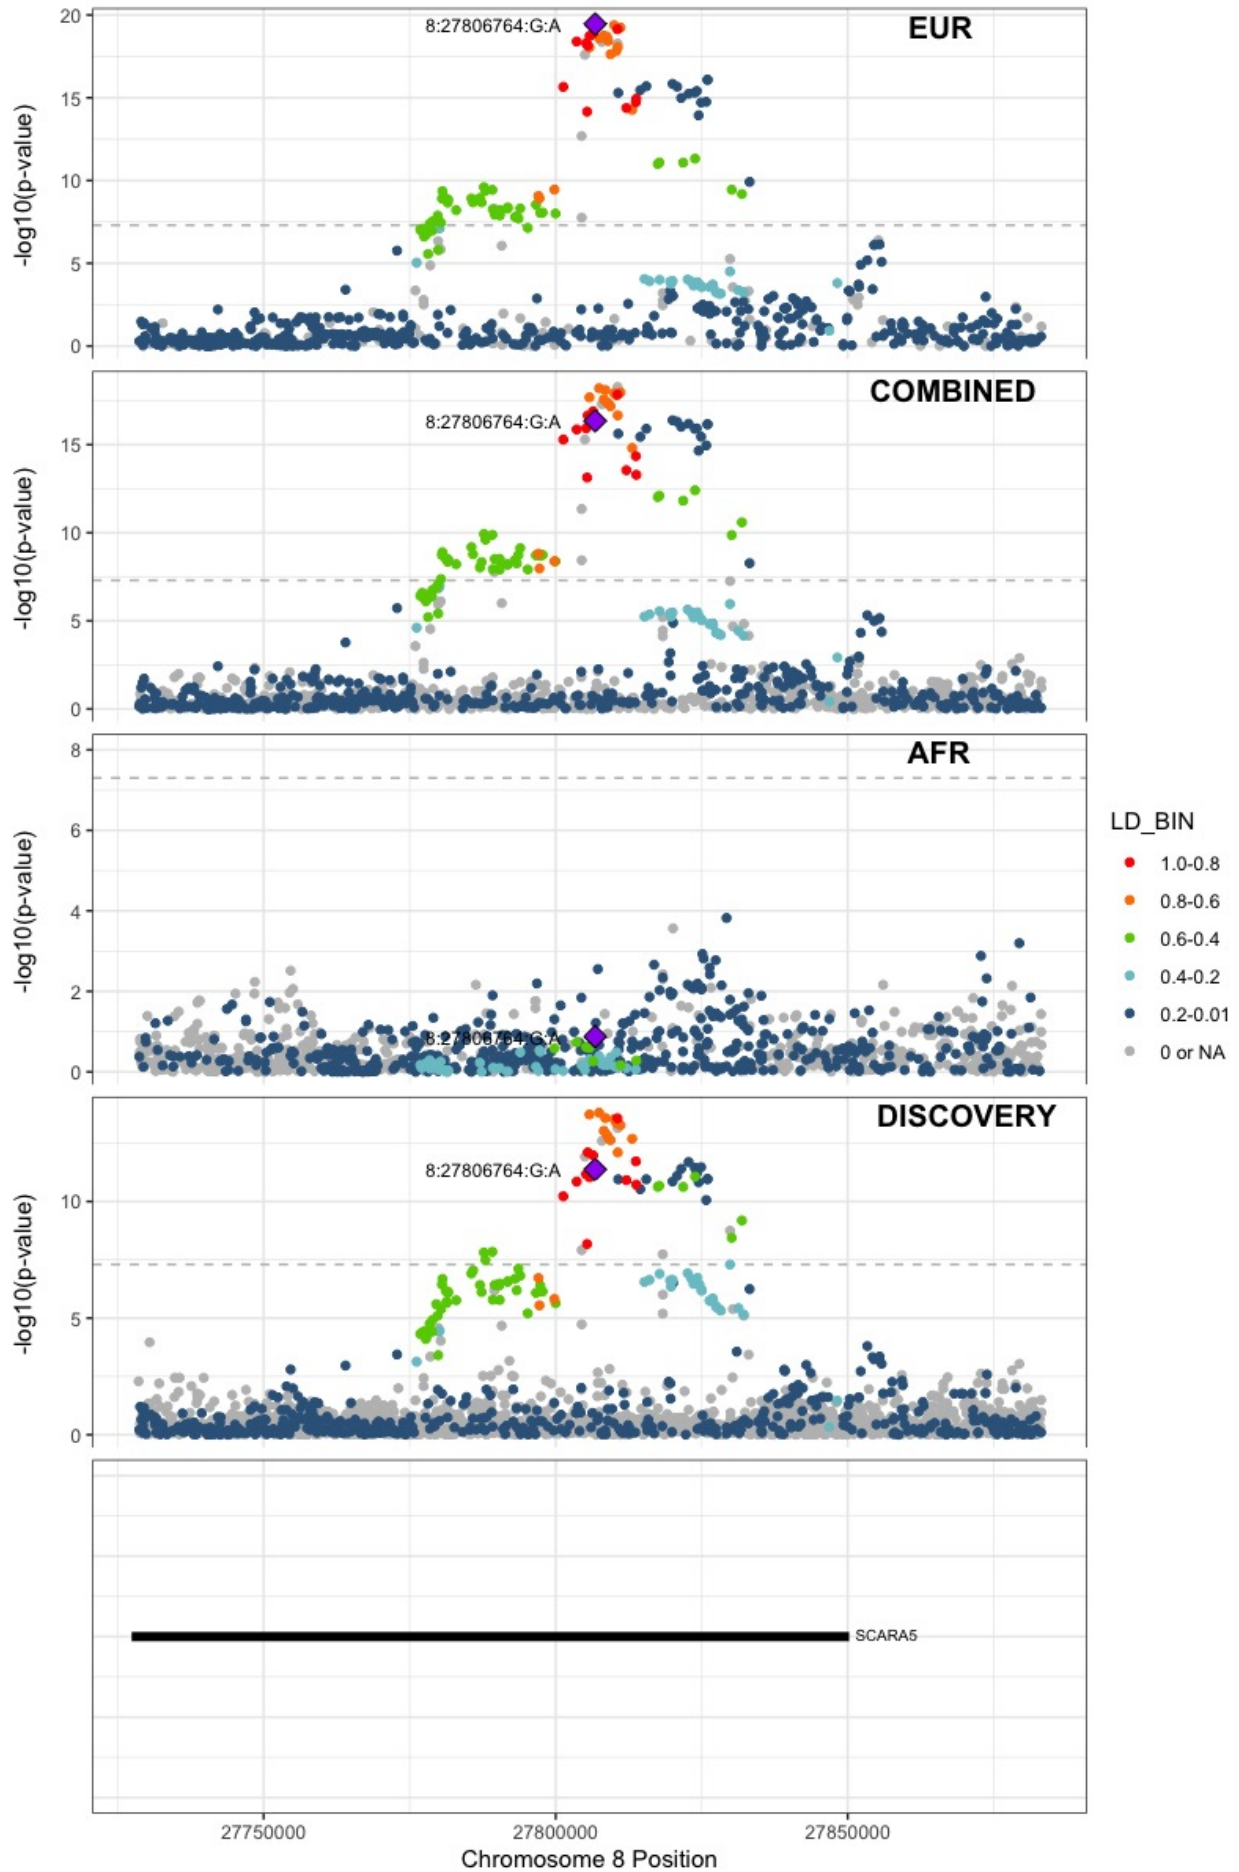 EUR
20
15
10
5
0
-log10(p-value)
8:27806764:G:A
COMBINED
15
10
5
0
-log10(p-value)
8:27806764:G:A
AFR
8
6
4
2
0
-log10(p-value)
8:27806764:G:A
DISCOVERY
10
5
0
-log10(p-value)
8:27806764:G:A
SCARA5
27750000 27800000 27850000
Chromosome 8 Position
LD_BIN
1.0-0.8
0.8-0.6
0.6-0.4
0.4-0.2
0.2-0.01
0 or NA